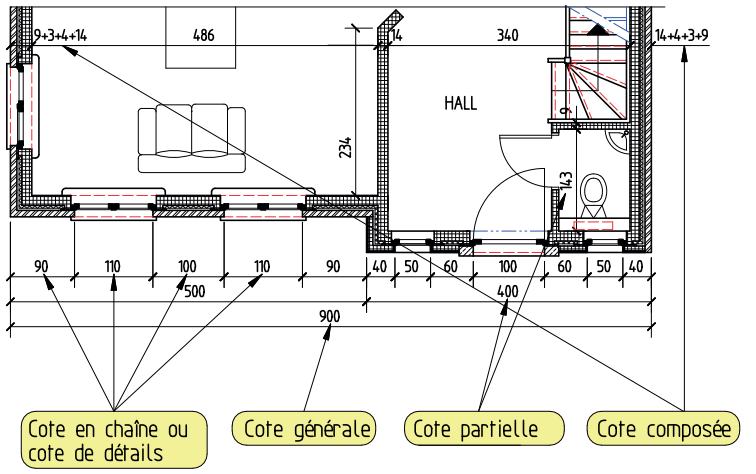 9+3+4+14 486 14 340 14+4+3+9
HALL
9
234
143
90 110 100 110 90 40 50 60 100 60 50 40
500 400
900
Cote en chaîne ou
cote de détails
Cote générale
Cote partielle
Cote composée